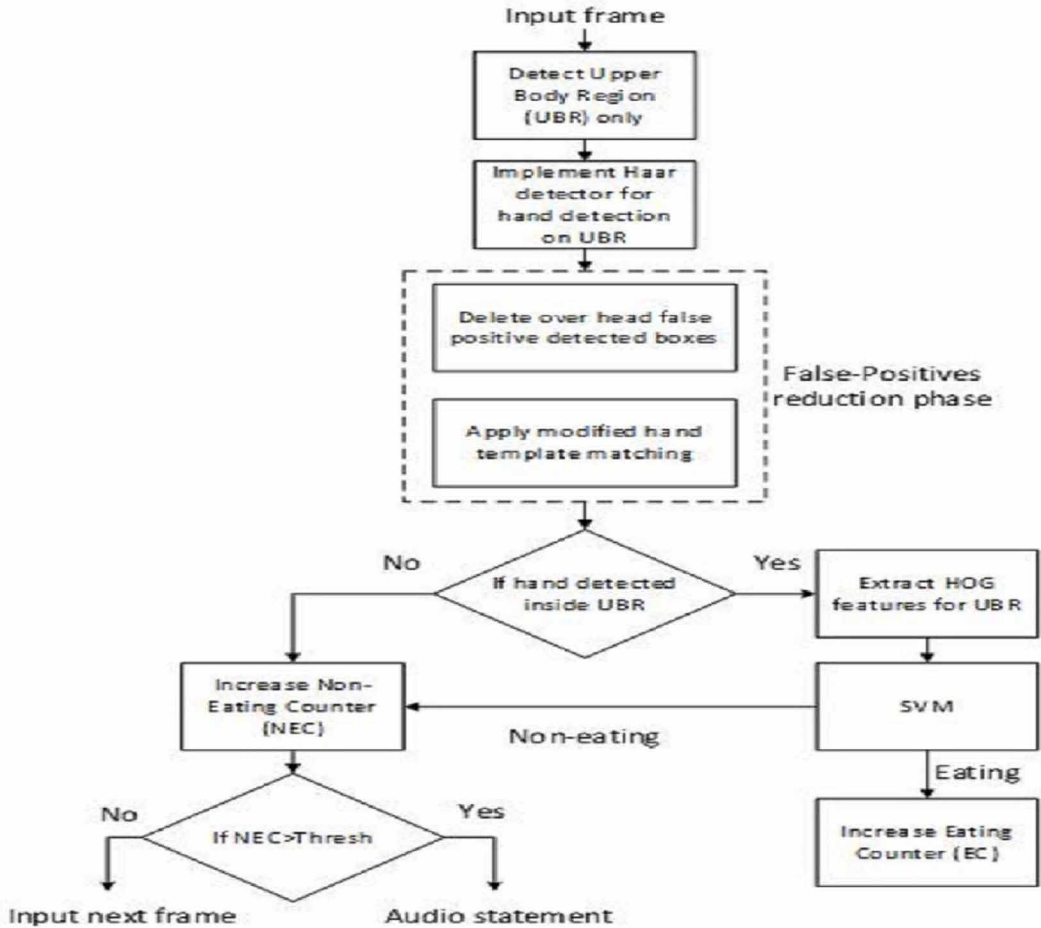 Input frame
Detect Upper
Body Region
(UBR) only
Implement Haar
detector for
hand detection
on UBR
Delete over head false
positive detected boxes
False-Positives
reduction phase
Apply modified hand
template matching
No
If hand detected
inside UBR
Yes
Extract HOG
features for UBR
Increase Non-
Eating Counter
(NEC)
Non-eating
SVM
Eating
No
If NEC>Thresh
Yes
Increase Eating
Counter (EC)
Input next frame
Audio statement